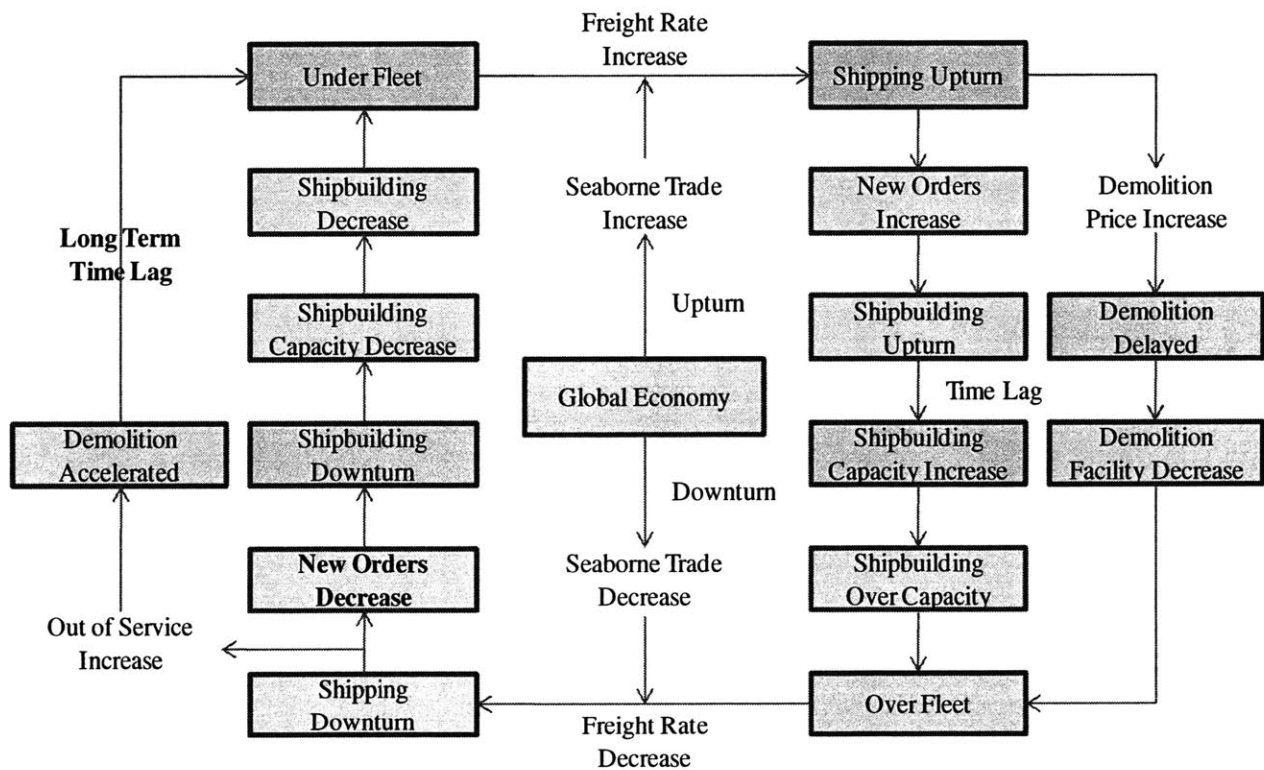 Freight Rate
Increase
Under Fleet
Shipping Upturn
Shipbuilding
Decrease
Seaborne Trade
Increase
New Orders
Increase
Demolition
Price Increase
Long Term
Time Lag
Shipbuilding
Capacity Decrease
Upturn
Shipbuilding
Upturn
Demolition
Delayed
Global Economy
Time Lag
Demolition
Accelerated
Shipbuilding
Downturn
Shipbuilding
Capacity Increase
Demolition
Facility Decrease
Downturn
New Orders
Decrease
Seaborne Trade
Decrease
Shipbuilding
Over Capacity
Out of Service
Increase
Shipping
Downturn
Over Fleet
Freight Rate
Decrease